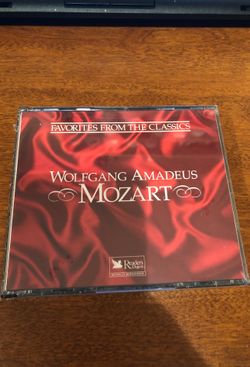 FAVORITES FROM THE CLASSICS
WOLFGANG AMADEUS
MOZART
Reader's
Digest